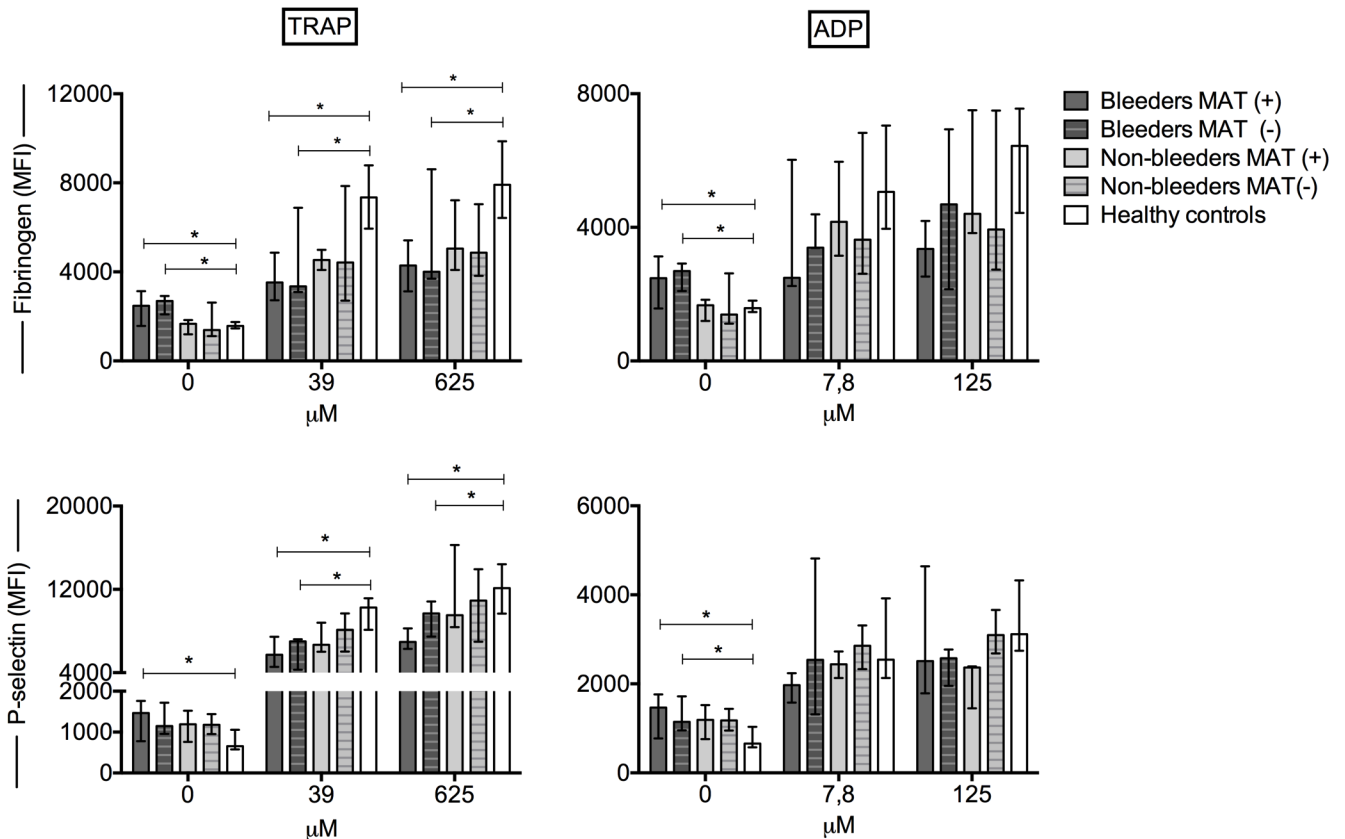 TRAP
ADP
Fibrinogen (MFI)
12000
8000
4000
0
* * * * * *
0 39 625
µM
8000
4000
0
* *
0 7,8 125
µM
Bleeders MAT (+)
Bleeders MAT (-)
Non-bleeders MAT (+)
Non-bleeders MAT(-)
Healthy controls
P-selectin (MFI)
20000
12000
4000
2000
1000
0
* * * * *
0 39 625
µM
6000
4000
2000
0
* *
0 7,8 125
µM